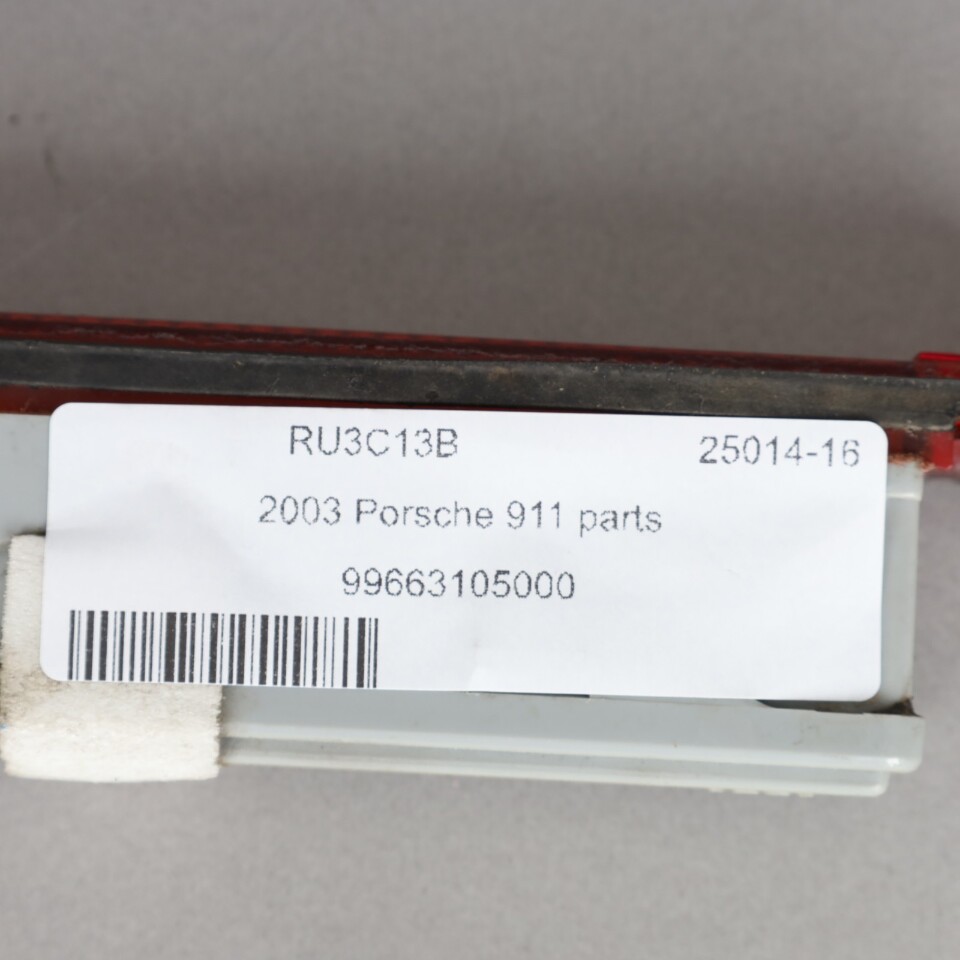 RU3C13B 25014-16
2003 Porsche 911 parts
99663105000